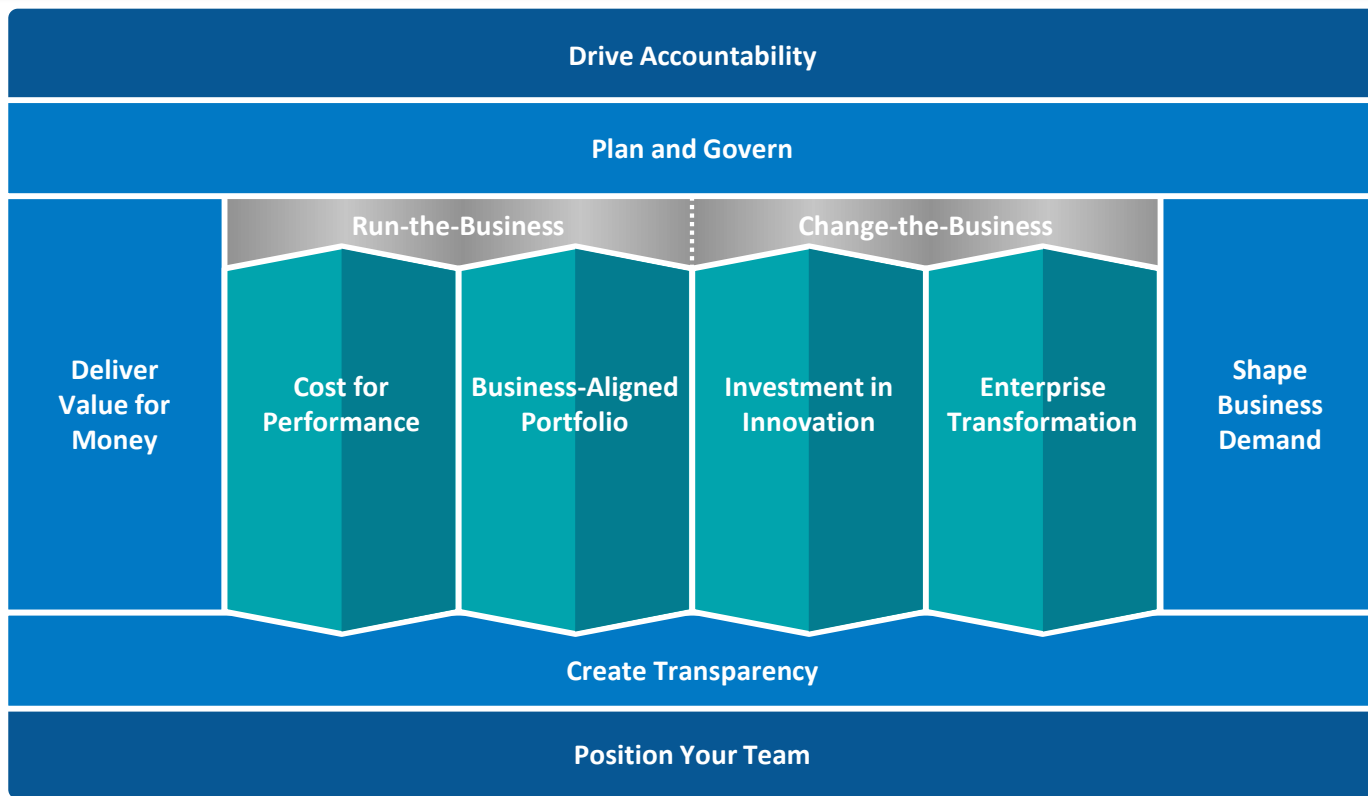 Drive Accountability
Plan and Govern
Run-the-Business
Change-the-Business
Deliver
Value for
Money
Cost for
Performance
Business-Aligned
Portfolio
Investment in
Innovation
Enterprise
Transformation
Shape
Business
Demand
Create Transparency
Position Your Team